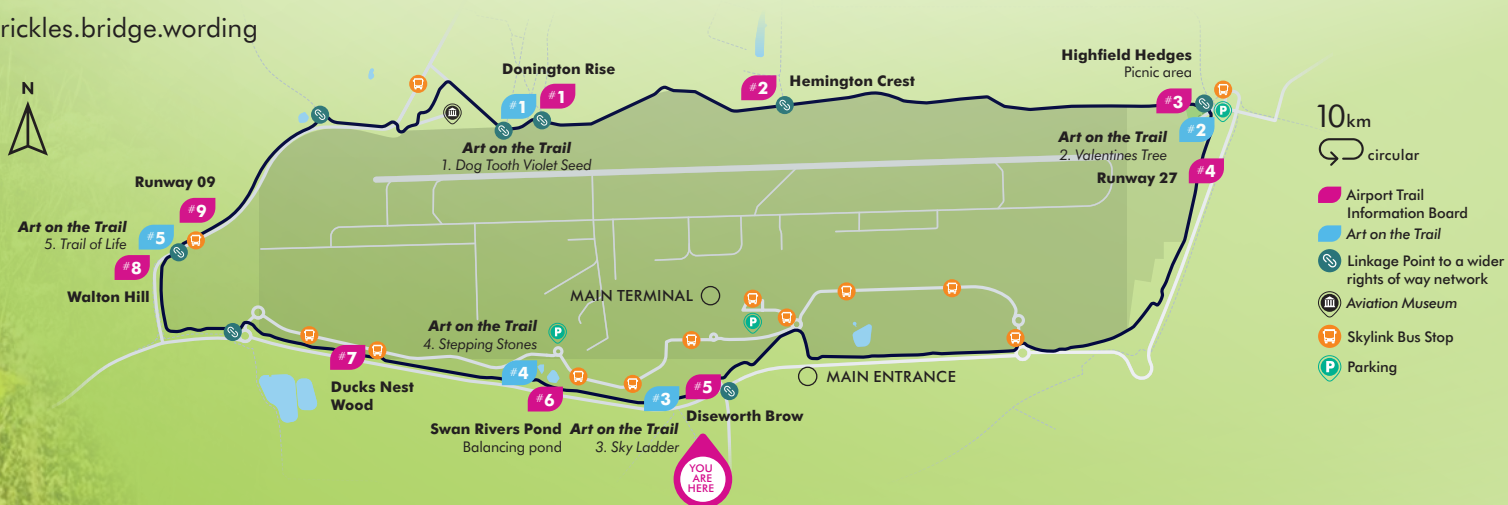 rickles.bridge.wording
N
Donington Rise
#1
#1
Art on the Trail
1. Dog Tooth Violet Seed
#2
Hemington Crest
Highfield Hedges
Picnic area
#3
P
#2
Art on the Trail
2. Valentines Tree
Runway 27
#4
10km
circular
Airport Trail
Information Board
Art on the Trail
Linkage Point to a wider
rights of way network
Aviation Museum
Skylink Bus Stop
P
Parking
Runway 09
#9
Art on the Trail
5. Trail of Life
#5
#8
Walton Hill
MAIN TERMINAL
P
Art on the Trail
4. Stepping Stones
P
#7
Ducks Nest
Wood
#4
#6
Swan Rivers Pond
Balancing pond
Art on the Trail
3. Sky Ladder
#3
#5
Diseworth Brow
MAIN ENTRANCE
YOU
ARE
HERE